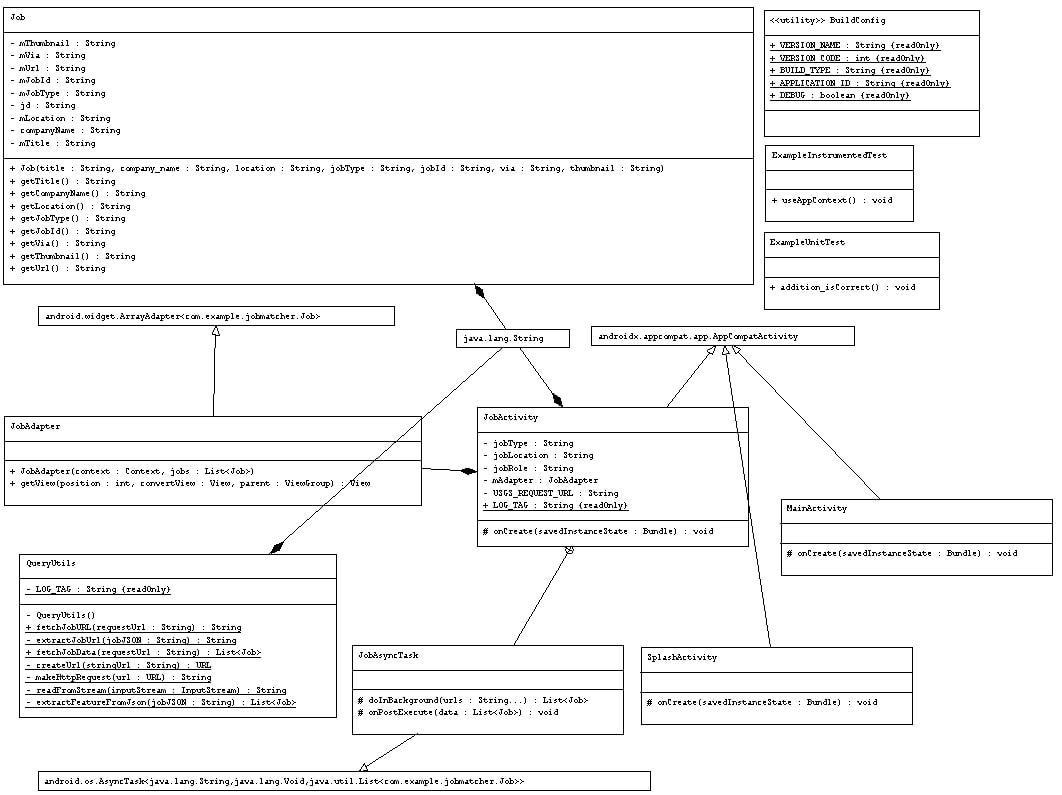 Job
- mThumbnail : String
- mVia : String
- mUrl : String
- mJobId : String
- mJobType : String
- jd : String
- mLocation : String
- companyName : String
- mTitle : String
+ Job(title : String, company_name : String, location : String, jobType : String, jobId : String, via : String, thumbnail : String)
+ getTitle() : String
+ getCompanyName() : String
+ getLocation() : String
+ getJobType() : String
+ getJobId() : String
+ getVia() : String
+ getThumbnail() : String
+ getUrl() : String
<<utility>> BuildConfig
+ VERSION_NAME : String {readOnly}
+ VERSION_CODE : int {readOnly}
+ BUILD_TYPE : String {readOnly}
+ APPLICATION_ID : String {readOnly}
+ DEBUG : boolean {readOnly}
ExampleInstrumentedTest
+ useAppContext() : void
ExampleUnitTest
+ addition_isCorrect() : void
android.widget.ArrayAdapter<com.example.jobmatcher.Job>
java.lang.String
androidx.appcompat.app.AppCompatActivity
JobAdapter
+ JobAdapter(context : Context, jobs : List<Job>)
+ getView(position : int, convertView : View, parent : ViewGroup) : View
JobActivity
- jobType : String
- jobLocation : String
- jobRole : String
- mAdapter : JobAdapter
- USGS_REQUEST_URL : String
+ LOG_TAG : String {readOnly}
# onCreate(savedInstanceState : Bundle) : void
MainActivity
# onCreate(savedInstanceState : Bundle) : void
QueryUtils
- LOG_TAG : String {readOnly}
- QueryUtils()
+ fetchJobURL(requestUrl : String) : String
- extractJobUrl(jobJSON : String) : String
+ fetchJobData(requestUrl : String) : List<Job>
- createUrl(stringUrl : String) : URL
- makeHttpRequest(url : URL) : String
- readFromStream(inputStream : InputStream) : String
- extractFeatureFromJson(jobJSON : String) : List<Job>
JobAsyncTask
# doInBackground(urls : String...) : List<Job>
# onPostExecute(data : List<Job>) : void
SplashActivity
# onCreate(savedInstanceState : Bundle) : void
android.os.AsyncTask<java.lang.String,java.lang.Void,java.util.List<com.example.jobmatcher.Job>>